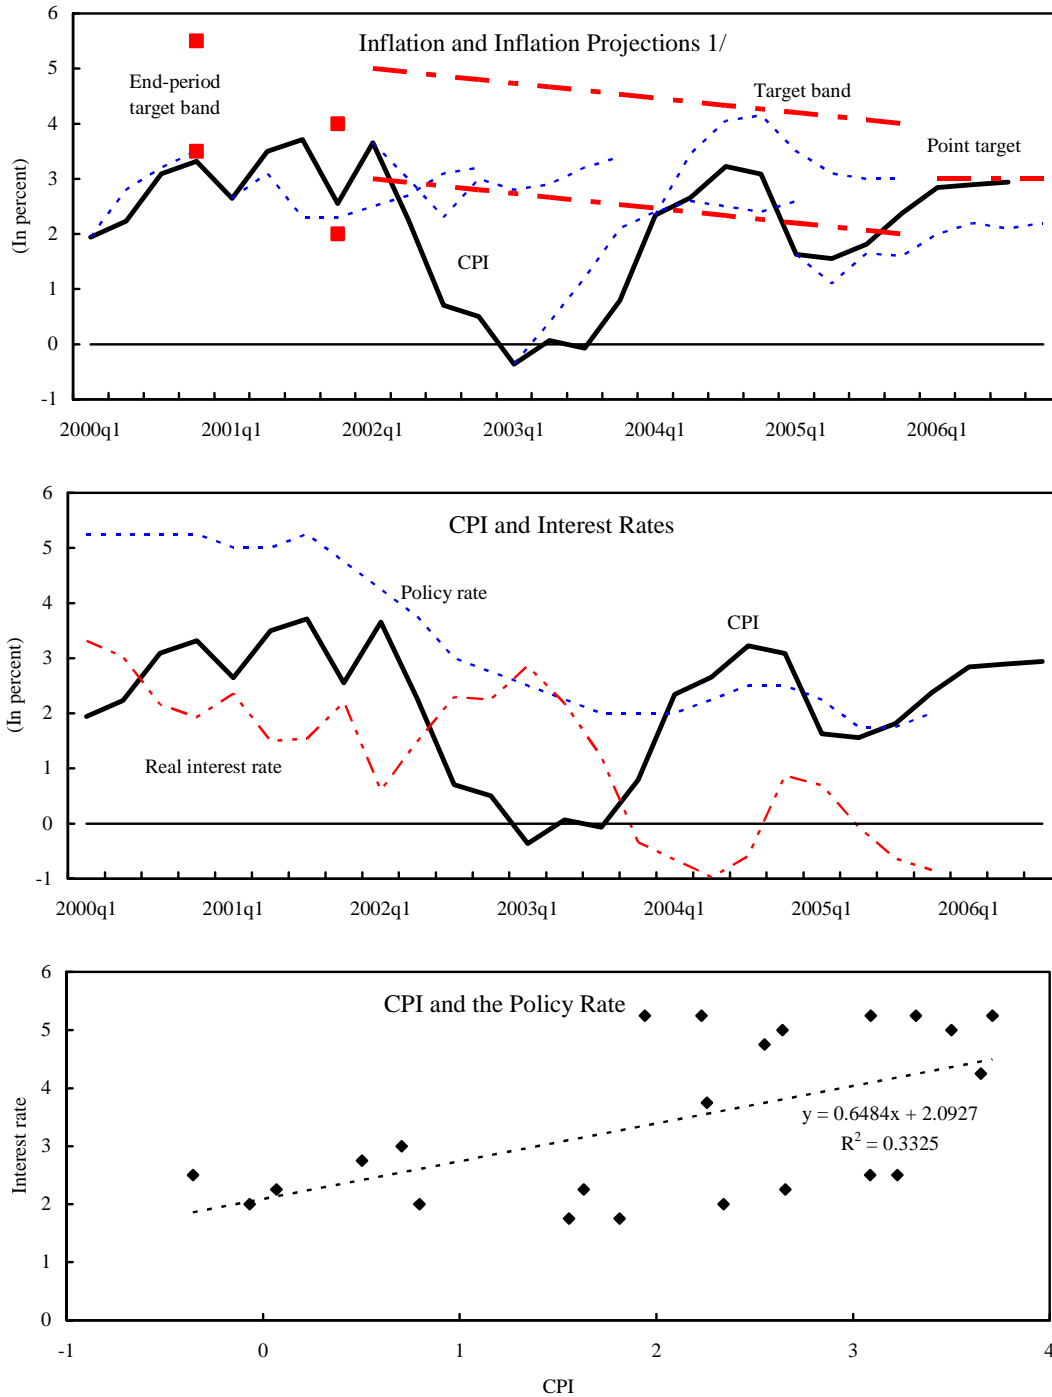 Inflation and Inflation Projections 1/
(In percent)
6
5
4
3
2
1
0
-1
End-period
target band
Target band
Point target
CPI
2000q1 2001q1 2002q1 2003q1 2004q1 2005q1 2006q1
CPI and Interest Rates
(In percent)
6
5
4
3
2
1
0
-1
Policy rate
CPI
Real interest rate
2000q1 2001q1 2002q1 2003q1 2004q1 2005q1 2006q1
CPI and the Policy Rate
Interest rate
6
5
4
3
2
1
0
y = 0.6484x + 2.0927
R² = 0.3325
-1 0 1 2 3 4
CPI